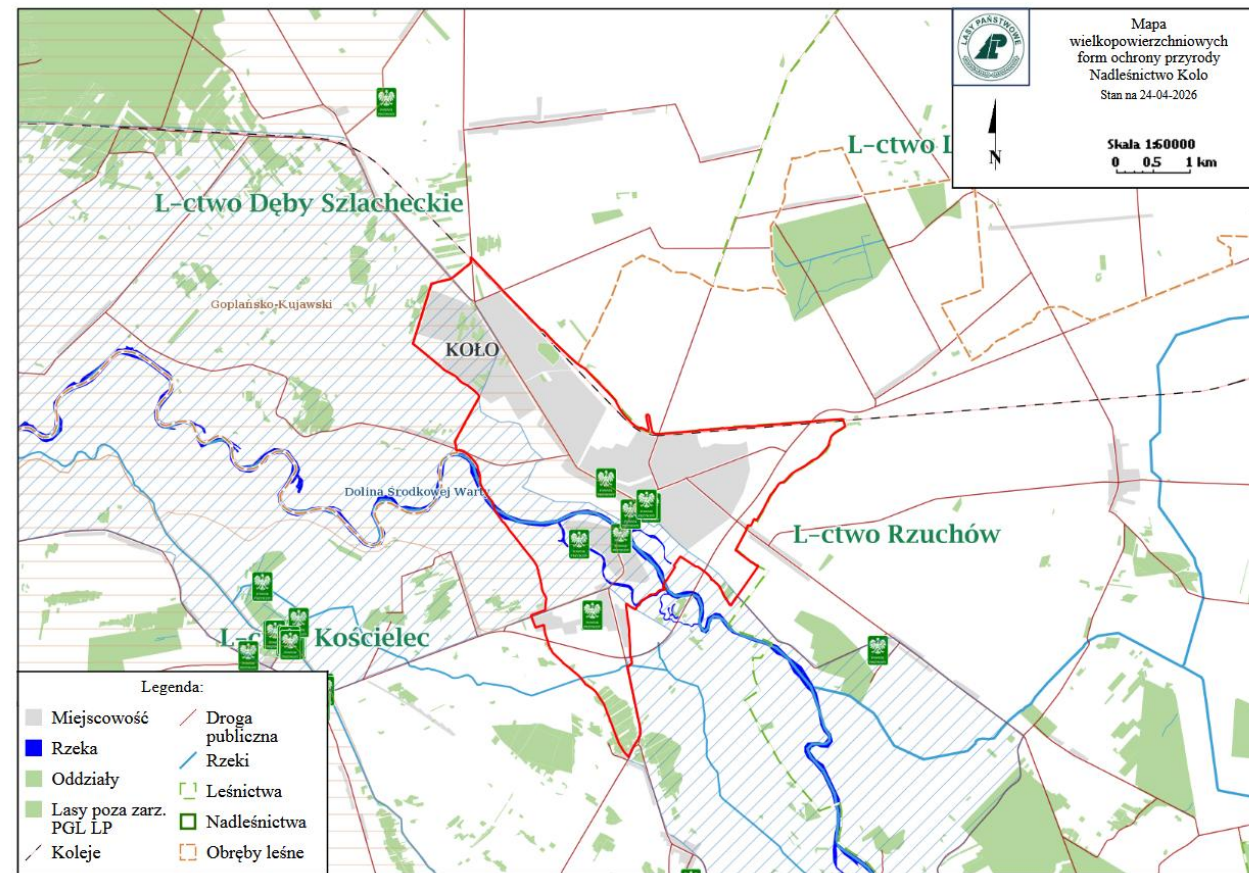 LASY PAŃSTWOWE
Mapa
wielkopowierzchniowych
form ochrony przyrody
Nadleśnictwo Kolo
Stan na 24-04-2026
N
Skala 1:60000
0 0.5 1 km
L-ctwo
L-ctwo Dęby Szlacheckie
Goplańsko-Kujawski
KOŁO
Dolina Środkowej Warty
L-ctwo Rzuchów
Kościelec
Legenda:
Miejscowość
Rzeka
Oddziały
Lasy poza zarz.
PGL LP
Koleje
Droga
publiczna
Rzeki
Leśnictwa
Nadleśnictwa
Obręby leśne